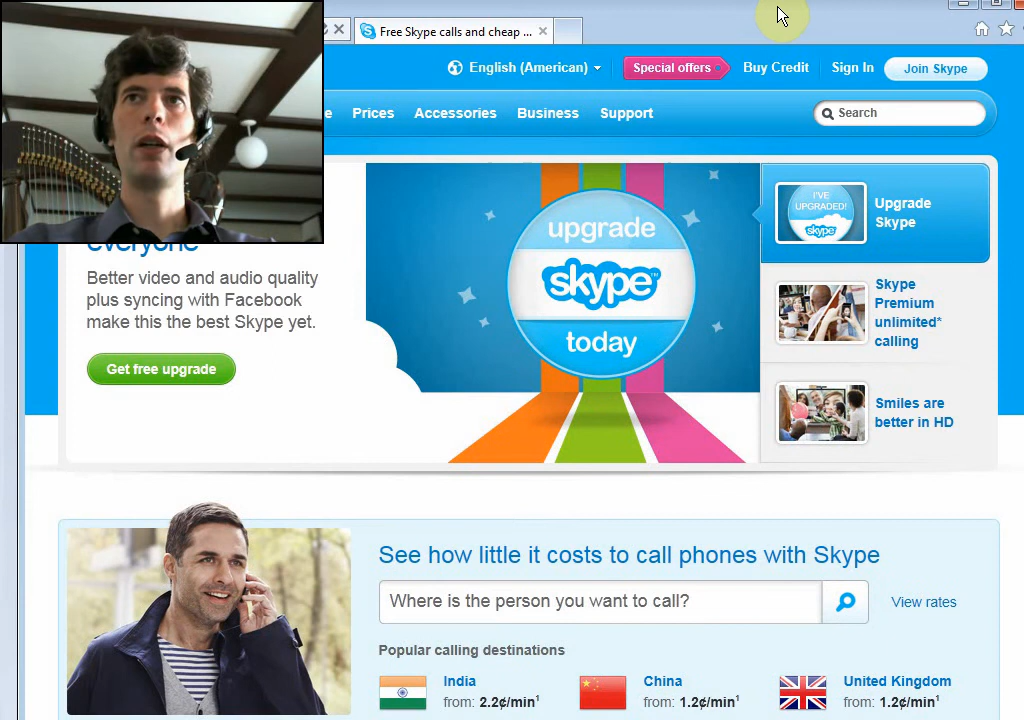 Free Skype calls and cheap ...
English (American)
Special offers
Buy Credit
Sign In
Join Skype
Prices
Accessories
Business
Support
Search
everyone
Better video and audio quality
plus syncing with Facebook
make this the best Skype yet.
Get free upgrade
upgrade
skype™
today
I'VE
UPGRADED!
skype
Upgrade
Skype
Skype
Premium
unlimited*
calling
Smiles are
better in HD
See how little it costs to call phones with Skype
Where is the person you want to call?
View rates
Popular calling destinations
India
from: 2.2¢/min¹
China
from: 1.2¢/min¹
United Kingdom
from: 1.2¢/min¹